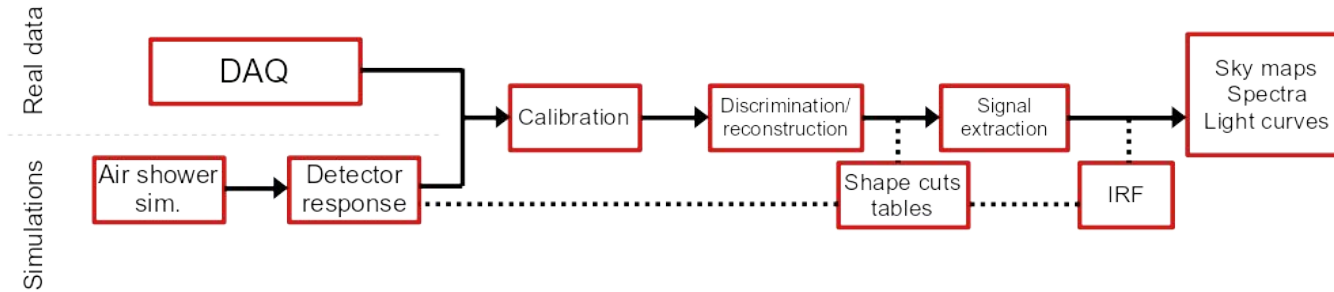 Real data
DAQ
Calibration
Discrimination/
reconstruction
Signal
extraction
Sky maps
Spectra
Light curves
Simulations
Air shower
sim.
Detector
response
Shape cuts
tables
IRF